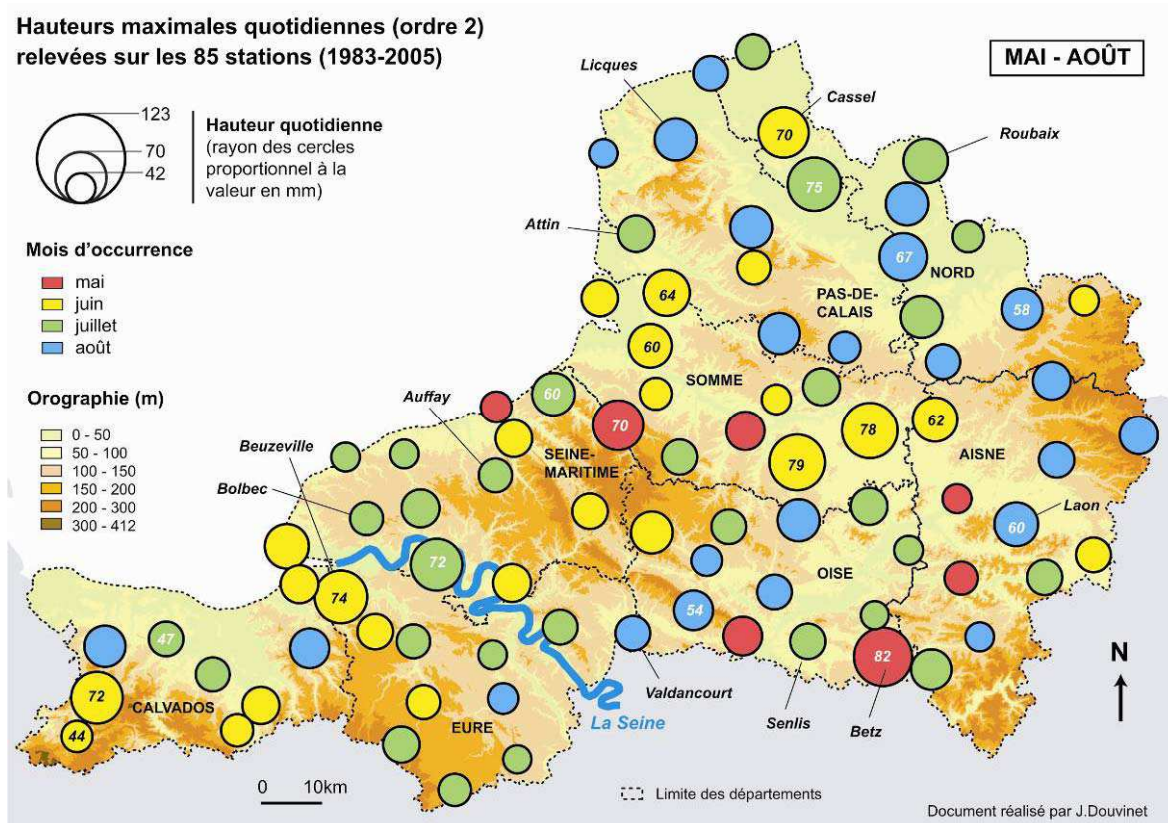 Hauteurs maximales quotidiennes (ordre 2)
relevées sur les 85 stations (1983-2005)
MAI - AOÛT
123
70
42
Hauteur quotidienne
(rayon des cercles
proportionnel à la
valeur en mm)
Mois d'occurrence
mai
juin
juillet
août
Orographie (m)
0 - 50
50 - 100
100 - 150
150 - 200
200 - 300
300 - 412
Licques
Cassel
70
Roubaix
75
Attin
67
NORD
64
PAS-DE-
CALAIS
58
60
SOMME
Auffay
60
70
78
62
Beuzeville
SEINE-
MARITIME
79
AISNE
Bolbec
60
Laon
72
OISE
74
54
47
82
N
72
CALVADOS
Valdancourt
Senlis
Betz
44
EURE
La Seine
0 10km
Limite des départements
Document réalisé par J.Douvinet